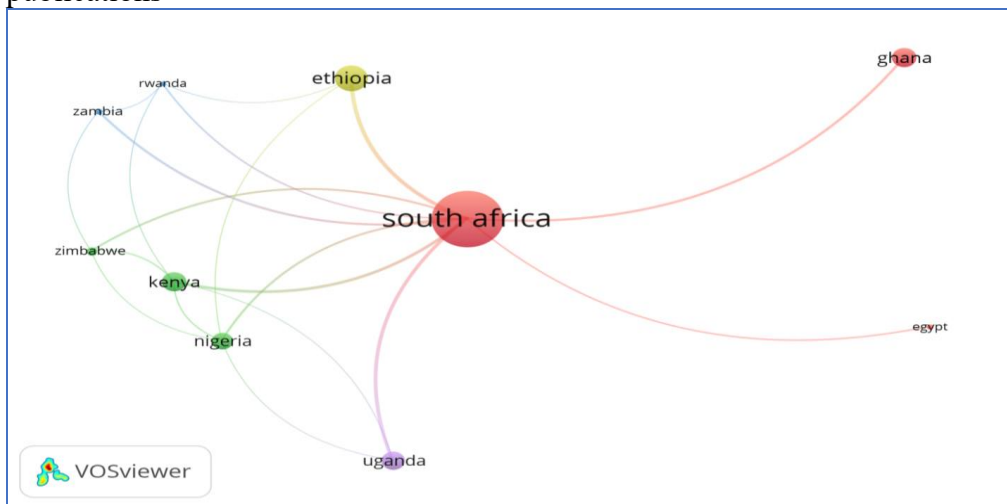 ghana
ethiopia
rwanda
zambia
south africa
zimbabwe
kenya
egypt
nigeria
uganda
VOSviewer